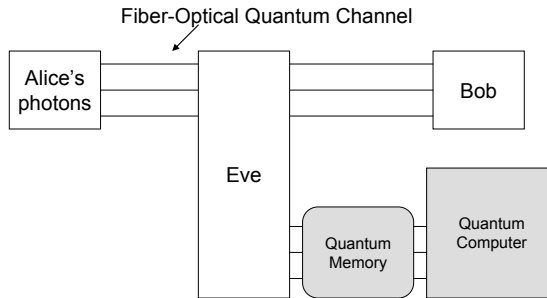 Fiber-Optical Quantum Channel
Alice's
photons
Bob
Eve
Quantum
Memory
Quantum
Computer